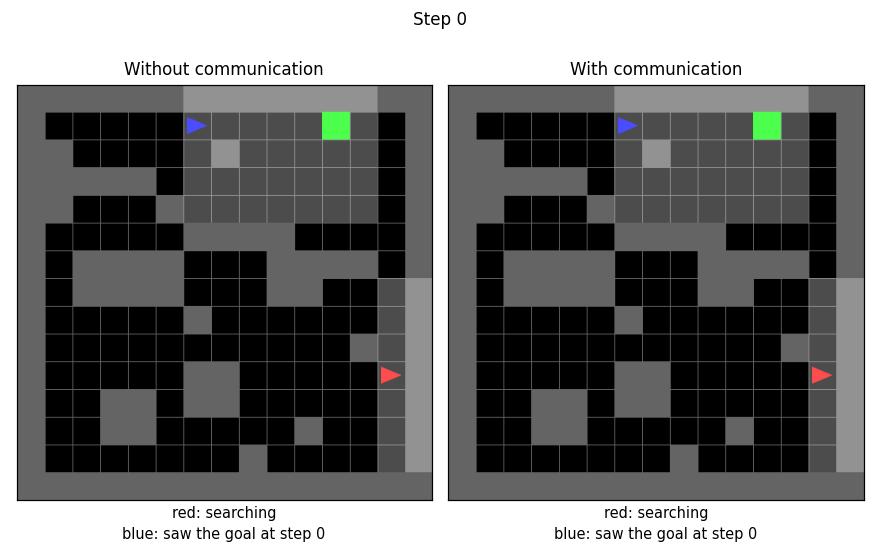 Step 0
Without communication
With communication
red: searching
blue: saw the goal at step 0
red: searching
blue: saw the goal at step 0